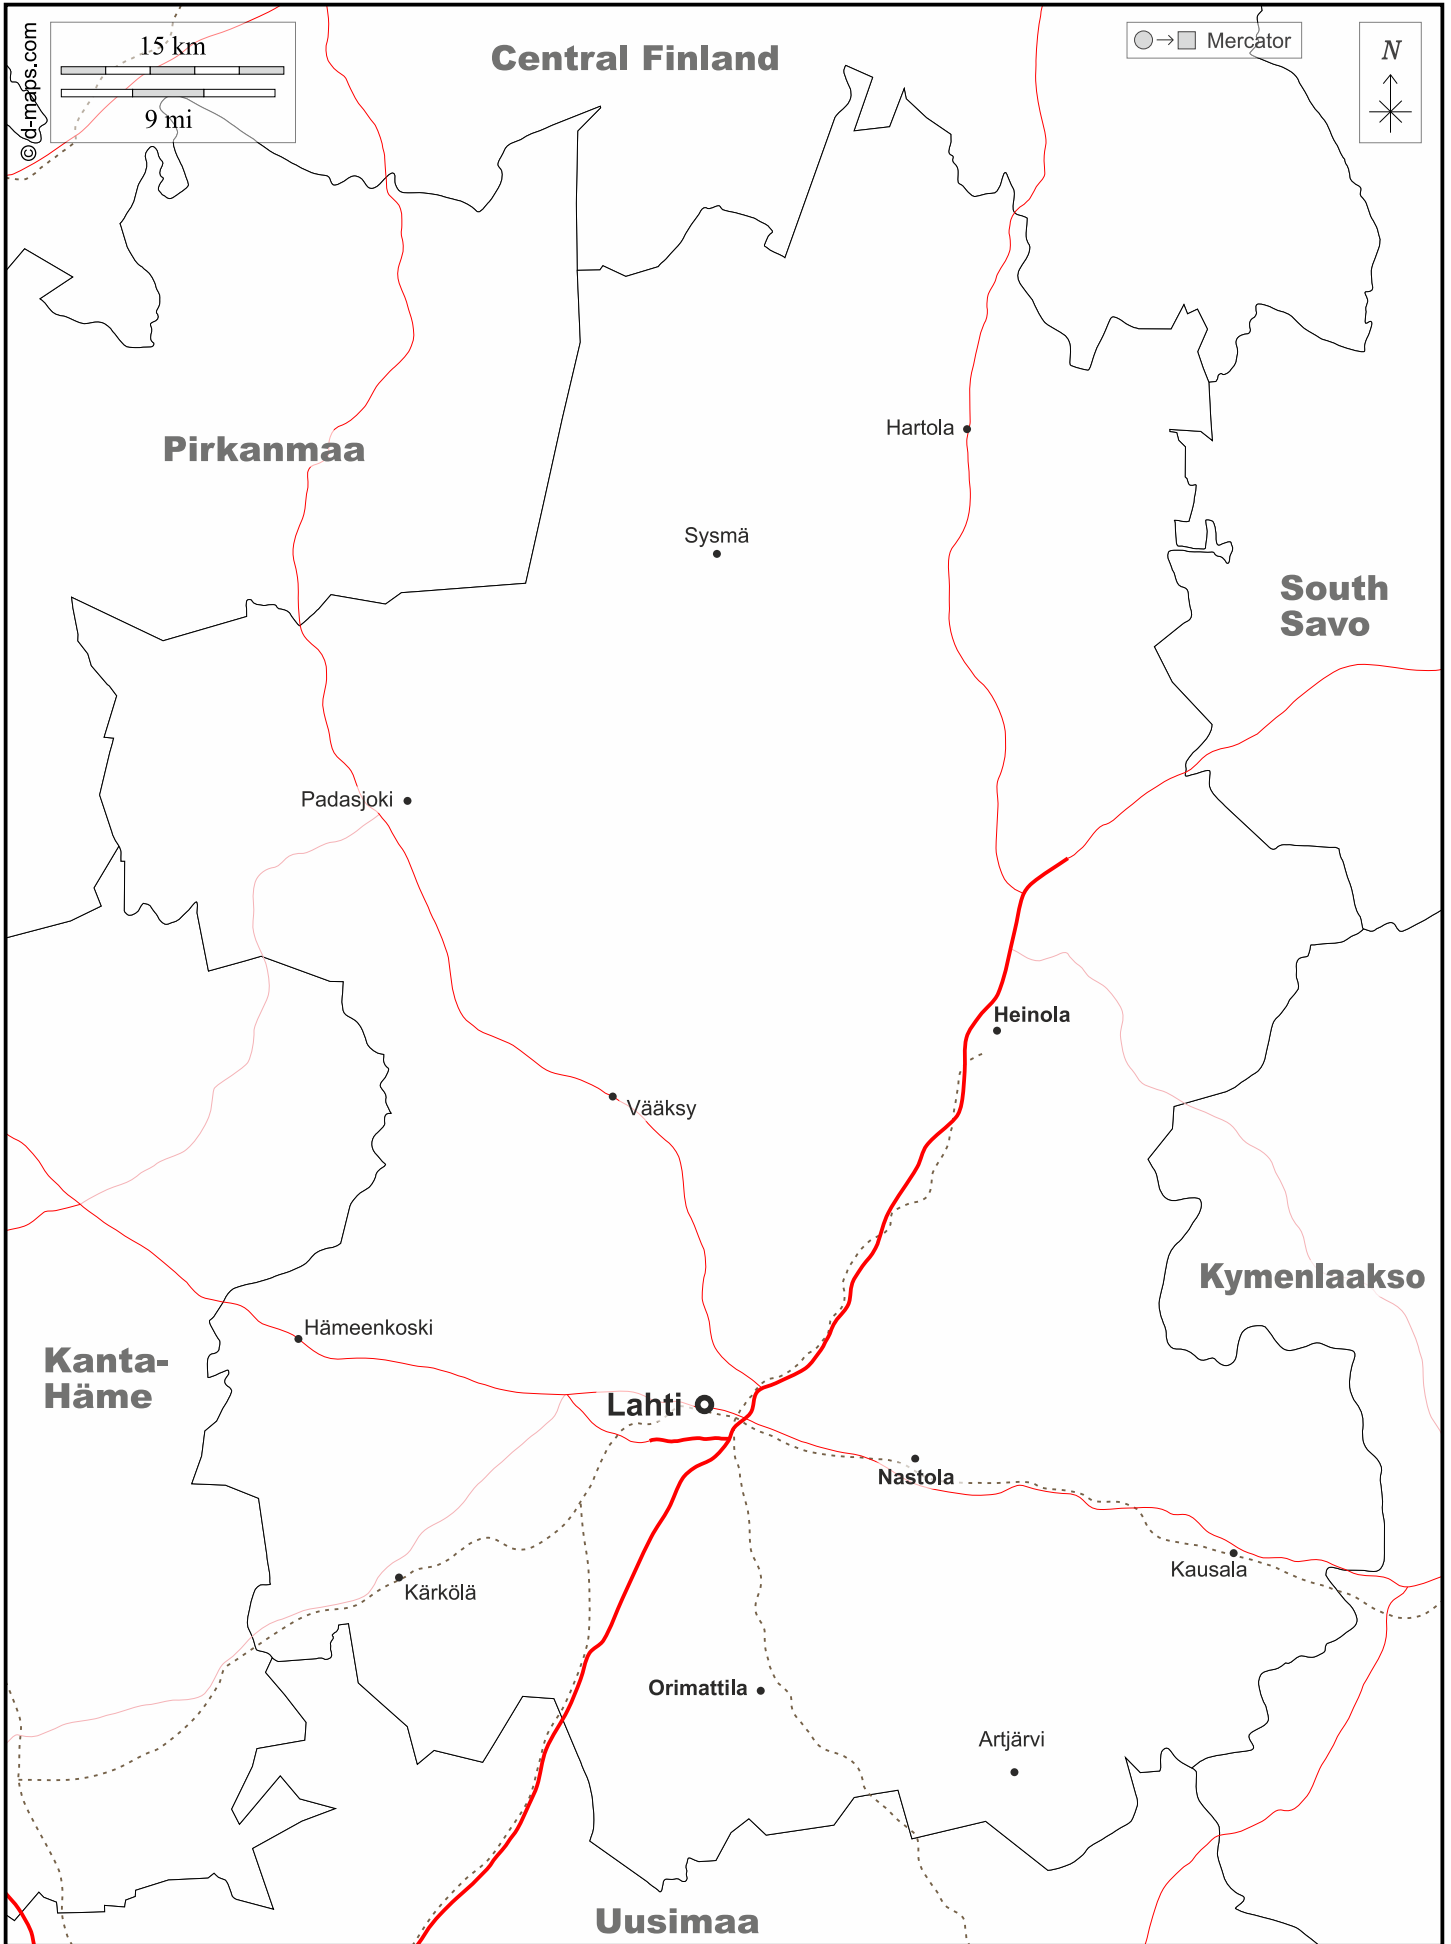 © d-maps.com
15 km
9 mi
Central Finland
Mercator
N
Pirkanmaa
Hartola
Sysmä
South
Savo
Padasjoki
Heinola
Vääksy
Kymenlaakso
Hämeenkoski
Kanta-
Häme
Lahti
Nastola
Kausala
Kärkölä
Orimattila
Artjärvi
Uusimaa